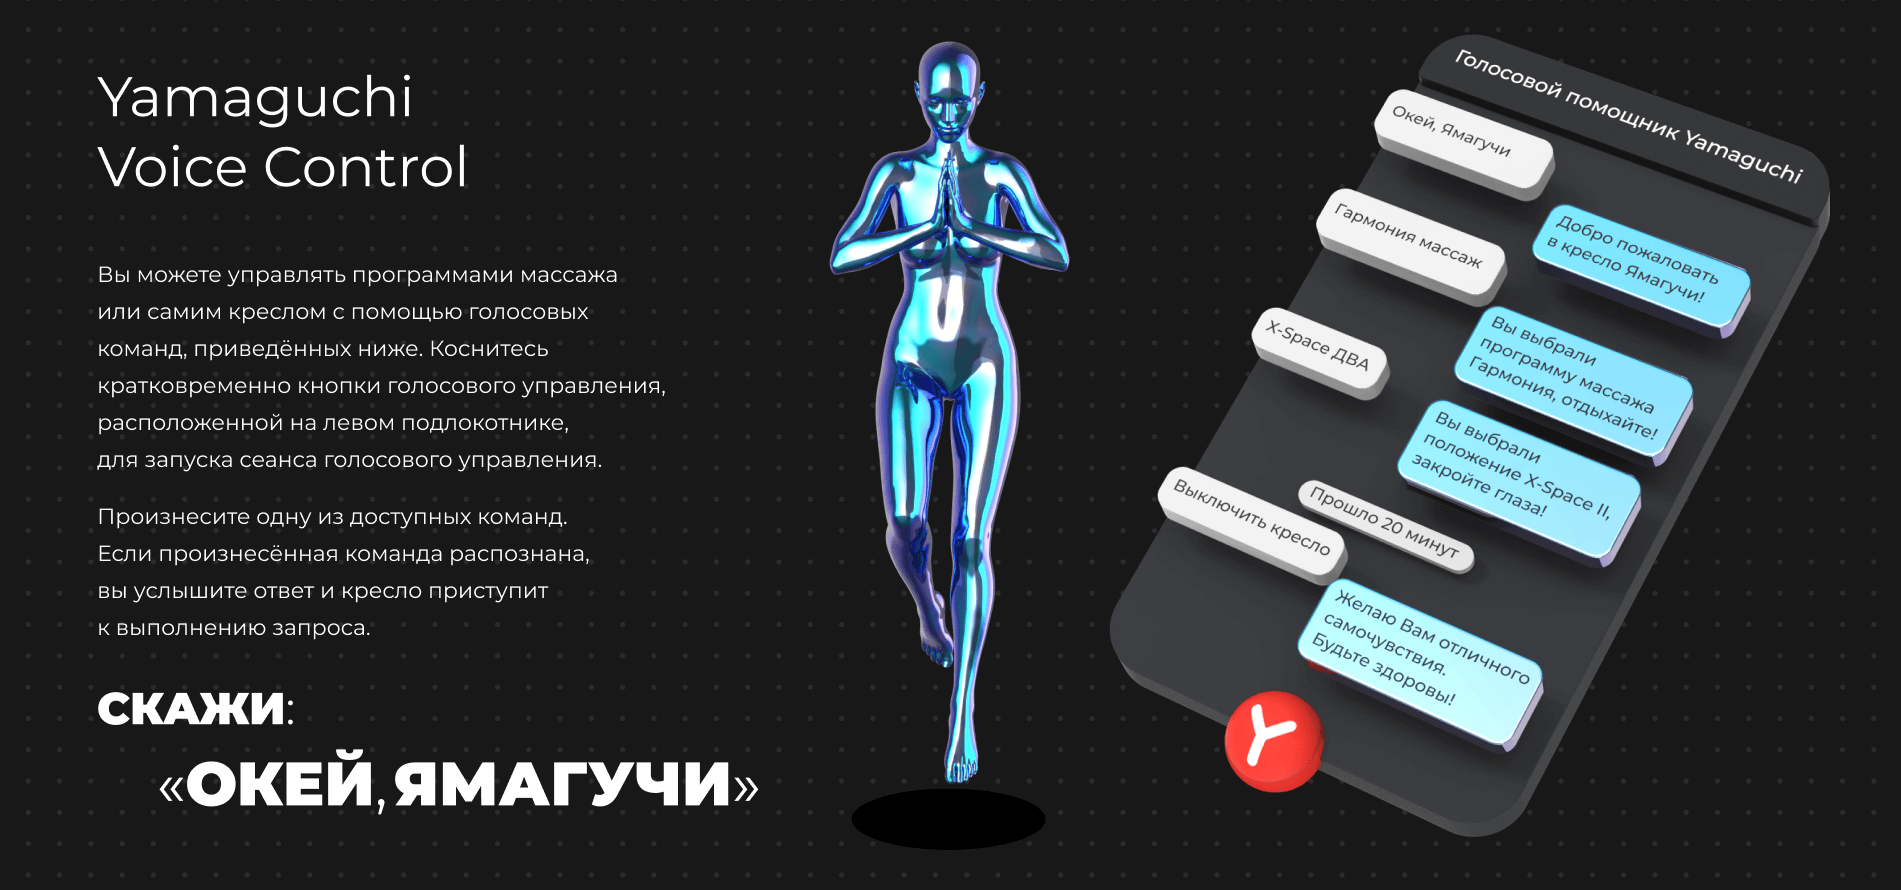 Yamaguchi
Voice Control
Вы можете управлять программами массажа
или самим креслом с помощью голосовых
команд, приведённых ниже. Коснитесь
кратковременно кнопки голосового управления,
расположенной на левом подлокотнике,
для запуска сеанса голосового управления.
Произнесите одну из доступных команд.
Если произнесённая команда распознана,
вы услышите ответ и кресло приступит
к выполнению запроса.
СКАЖИ:
«ОКЕЙ, ЯМАГУЧИ»
Голосовой помощник Yamaguchi
Окей, Ямагучи
Добро пожаловать
в кресло Ямагучи!
Гармония массаж
Вы выбрали
программу массажа
Гармония, отдыхайте!
X-Space ДВА
Вы выбрали
положение X-Space II,
закройте глаза!
Прошло 20 минут
Выключить кресло
Желаю Вам отличного
самочувствия.
Будьте здоровы!
Y